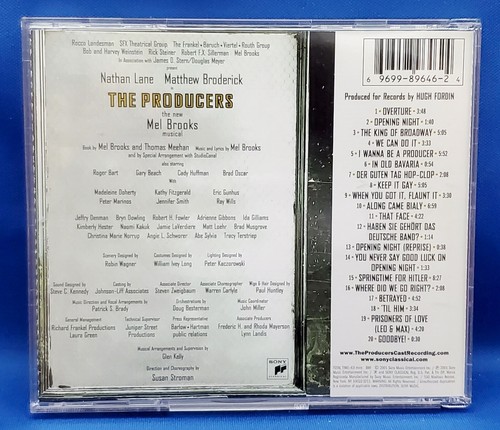 Rocco Landesman SFX Theatrical Group The Frankel • Baruch • Viertel • Routh Group
Bob and Harvey Weinstein Rick Steiner Robert F.X. Sillerman Mel Brooks
In Association with James D. Stern/Douglas Meyer
present
Nathan Lane Matthew Broderick
in
THE PRODUCERS
the new
Mel Brooks
musical
Book by Mel Brooks and Thomas Meehan Music and Lyrics by Mel Brooks
and by Special Arrangement with StudioCanal
also starring
Roger Bart Gary Beach Cady Huffman Brad Oscar
With
Madeleine Doherty Kathy Fitzgerald Eric Gunhus
Peter Marinos Jennifer Smith Ray Wills
Jeffry Denman Bryn Dowling Robert H. Fowler Adrienne Gibbons Ida Gilliams
Kimberly Hester Naomi Kakuk Jamie LaVerdiere Matt Loehr Brad Musgrove
Christina Marie Norrup Angie L. Schworer Abe Sylvia Tracy Terstriep
Scenery Designed by Costumes Designed by Lighting Designed by
Robin Wagner William Ivey Long Peter Kaczorowski
Sound Designed by Casting by Associate Director Associate Choreographer Wigs & Hair Designed by
Steve C. Kennedy Johnson-Liff Associates Steven Zweigbaum Warren Carlyle Paul Huntley
Music Direction and Vocal Arrangements by Orchestrations by Music Coordinator
Patrick S. Brady Doug Besterman John Miller
General Management Technical Supervisor Press Representative Associate Producers
Richard Frankel Productions Juniper Street Barlow • Hartman Frederic H. and Rhoda Mayerson
Laura Green Productions public relations Lynn Landis
Musical Arrangements and Supervision by
Glen Kelly
Direction and Choreography by
Susan Stroman
SONY
6 9699-89646-2 4
Produced for Records by HUGH FORDIN
1 - OVERTURE • 3:48
2 - OPENING NIGHT • 1:40
3 - THE KING OF BROADWAY • 5:05
4 - WE CAN DO IT • 3:33
5 - I WANNA BE A PRODUCER • 5:52
6 - IN OLD BAVARIA • :84
7 - DER GUTEN TAG HOP-CLOP • 2:08
8 - KEEP IT GAY • 5:05
9 - WHEN YOU GOT IT, FLAUNT IT • 3:30
10 - ALONG CAME BIALY • 3:59
11 - THAT FACE • 4:22
12 - HABEN SIE GEHÖRT DAS
DEUTSCHE BAND? • 1:14
13 - OPENING NIGHT (REPRISE) • 0:38
14 - YOU NEVER SAY GOOD LUCK ON
OPENING NIGHT • 3:33
15 - SPRINGTIME FOR HITLER • 6:27
16 - WHERE DID WE GO RIGHT? • 2:08
17 - BETRAYED • 4:52
18 - 'TIL HIM • 3:34
19 - PRISONERS OF LOVE
(LEO & MAX) • 4:20
20 - GOODBYE! • 0:38
www.TheProducersCastRecording.com
www.sonyclassical.com